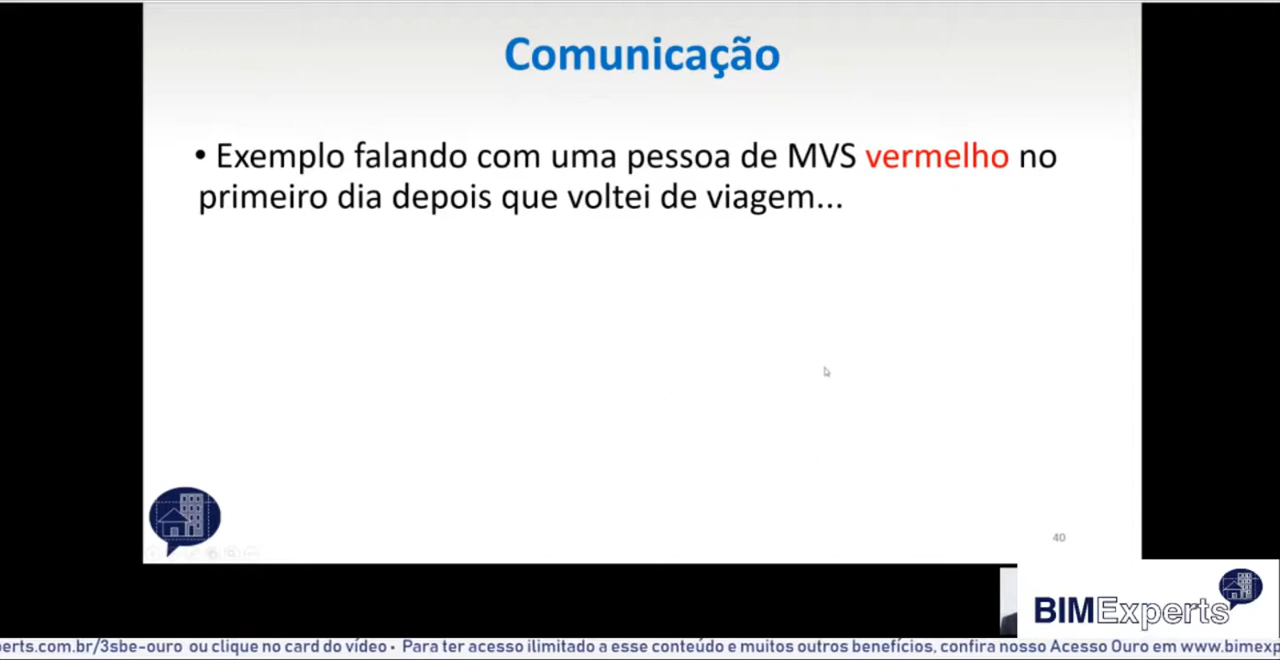 Comunicação
• Exemplo falando com uma pessoa de MVS vermelho no
primeiro dia depois que voltei de viagem...
40
BIMExperts
erts.com.br/3sbe-ouro ou clique no card do vídeo • Para ter acesso ilimitado a esse conteúdo e muitos outros benefícios, confira nosso Acesso Ouro em www.bimexp